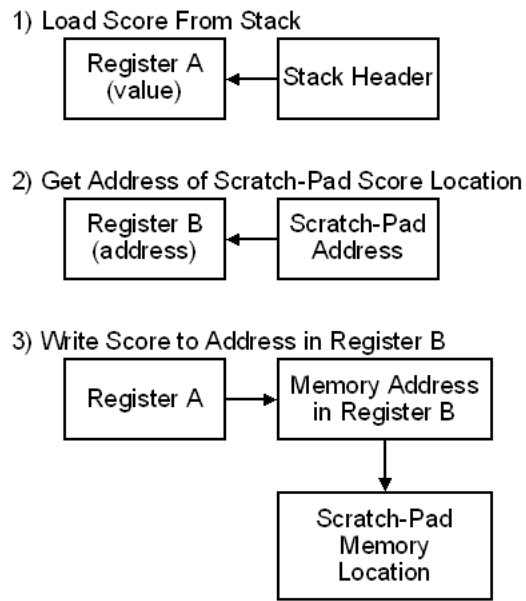 1) Load Score From Stack
Register A
(value)
Stack Header
2) Get Address of Scratch-Pad Score Location
Register B
(address)
Scratch-Pad
Address
3) Write Score to Address in Register B
Register A
Memory Address
in Register B
Scratch-Pad
Memory
Location